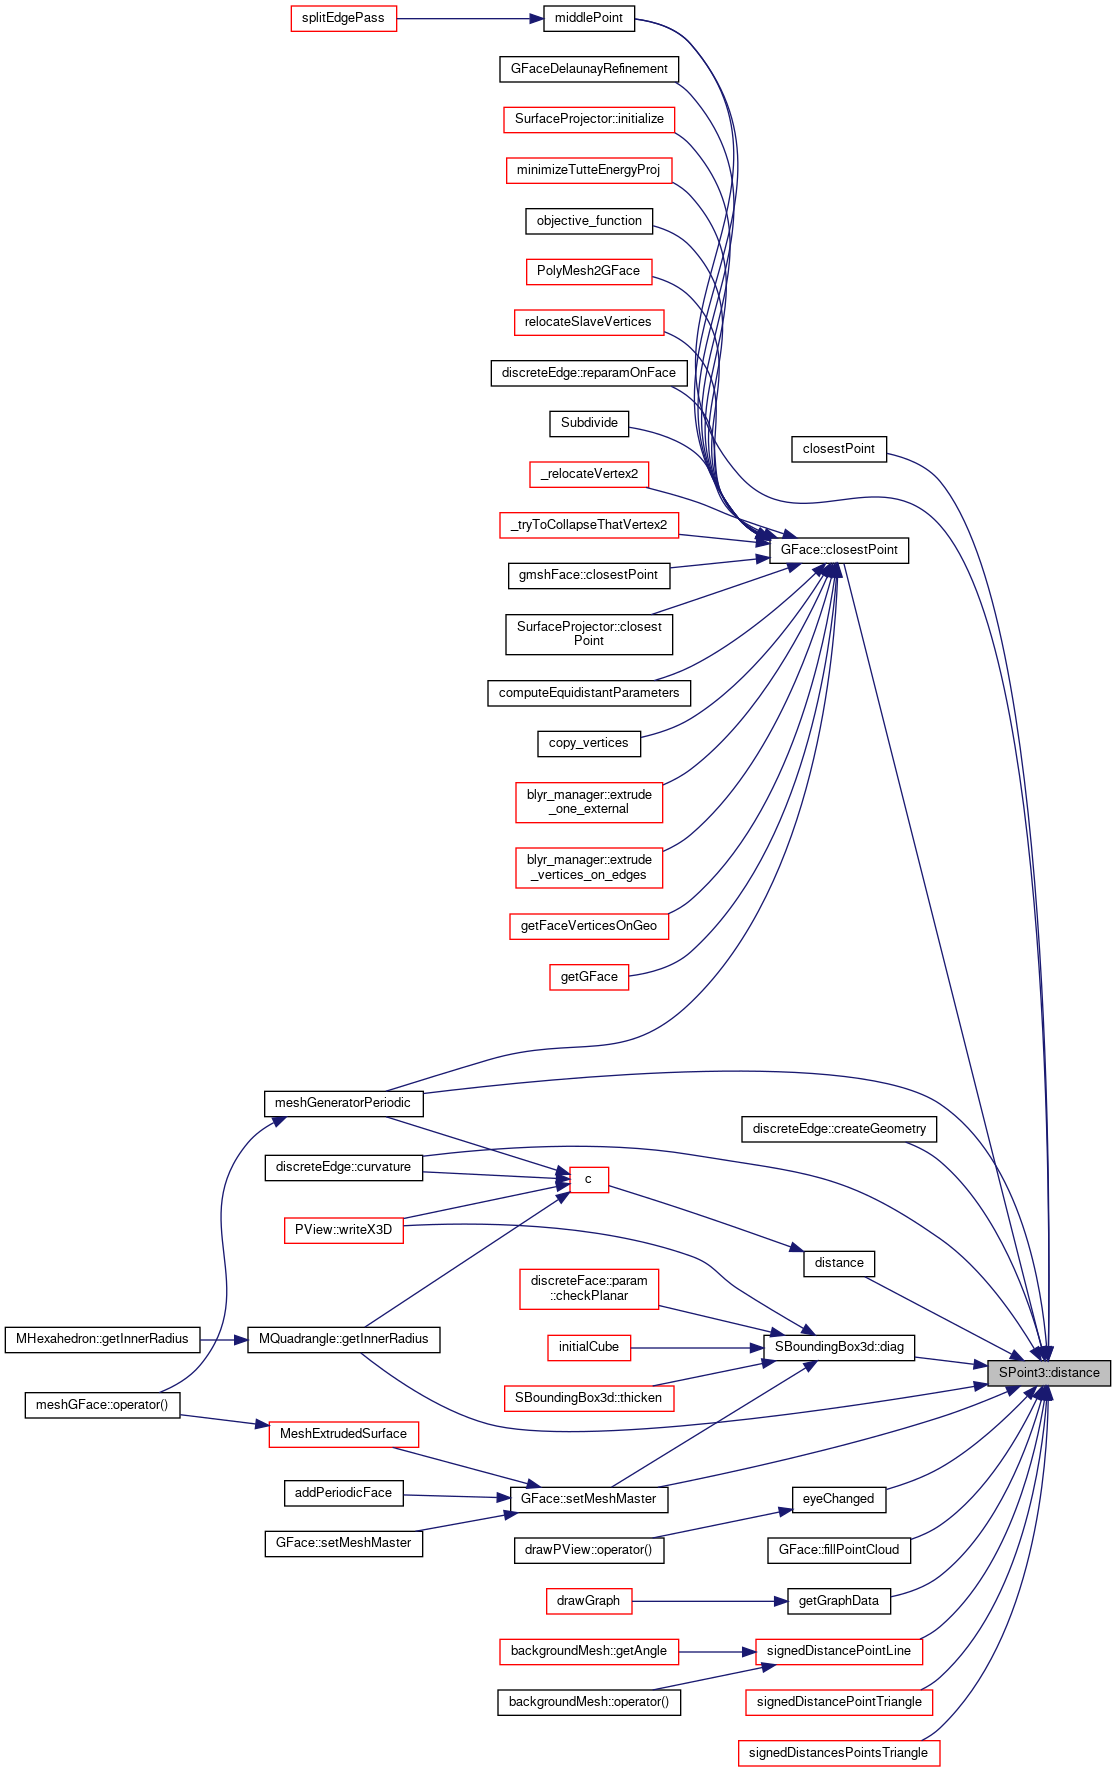 splitEdgePass
middlePoint
GFaceDelaunayRefinement
SurfaceProjector::initialize
minimizeTutteEnergyProj
objective_function
PolyMesh2GFace
relocateSlaveVertices
discreteEdge::reparamOnFace
Subdivide
closestPoint
_relocateVertex2
_tryToCollapseThatVertex2
GFace::closestPoint
gmshFace::closestPoint
SurfaceProjector::closest
Point
computeEquidistantParameters
copy_vertices
blyr_manager::extrude
_one_external
blyr_manager::extrude
_vertices_on_edges
getFaceVerticesOnGeo
getGFace
meshGeneratorPeriodic
discreteEdge::createGeometry
discreteEdge::curvature
c
PView::writeX3D
distance
discreteFace::param
::checkPlanar
MHexahedron::getInnerRadius
MQuadrangle::getInnerRadius
initialCube
SBoundingBox3d::diag
SPoint3::distance
meshGFace::operator()
SBoundingBox3d::thicken
MeshExtrudedSurface
addPeriodicFace
GFace::setMeshMaster
eyeChanged
GFace::setMeshMaster
drawPView::operator()
GFace::fillPointCloud
drawGraph
getGraphData
backgroundMesh::getAngle
signedDistancePointLine
backgroundMesh::operator()
signedDistancePointTriangle
signedDistancesPointsTriangle